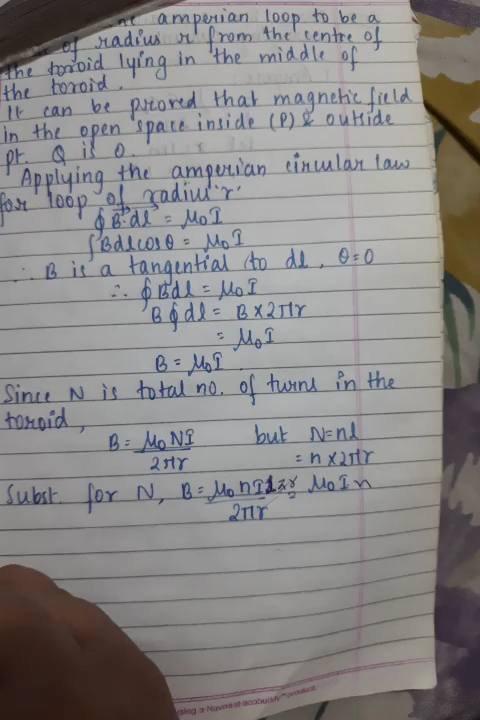 amperian loop to be a
of radius r from the centre of
the toroid lying in the middle of
the toroid.
It can be proved that magnetic field
in the open space inside (P) & outside
pt. Q is 0.
Applying the amperian circular law
for loop of radius 'r'.
∮B⃗·dl⃗ = μ₀I
∫Bdlcosθ = μ₀I
∴ B is a tangential to dl, θ=0
∴ ∮Bdl = μ₀I
B∮dl = B×2πr
= μ₀I
B = μ₀I
Since N is total no. of turns in the
toroid,
B = μ₀NI / 2πr but N=nl
= n×2πr
Subst. for N, B = μ₀nI2πr / 2πr = μ₀In